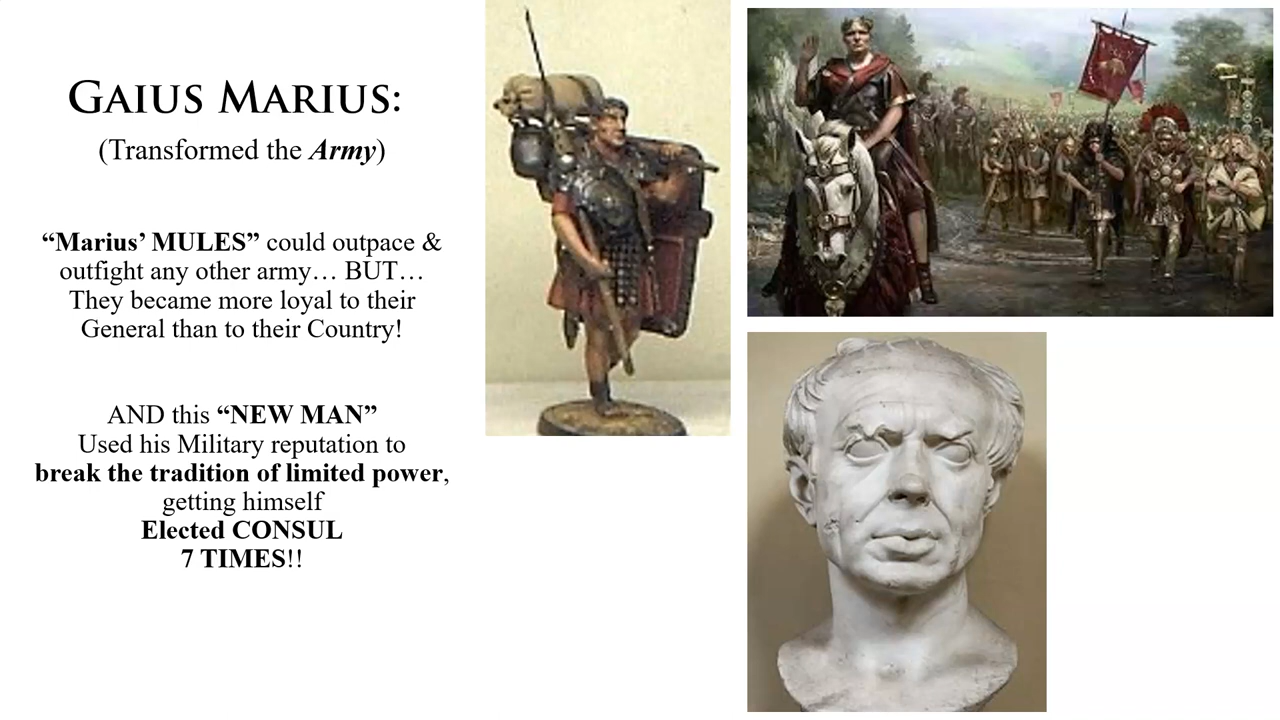 GAIUS MARIUS:
(Transformed the Army)
“Marius’ MULES” could outpace &
outfight any other army… BUT…
They became more loyal to their
General than to their Country!
AND this “NEW MAN”
Used his Military reputation to
break the tradition of limited power,
getting himself
Elected CONSUL
7 TIMES!!